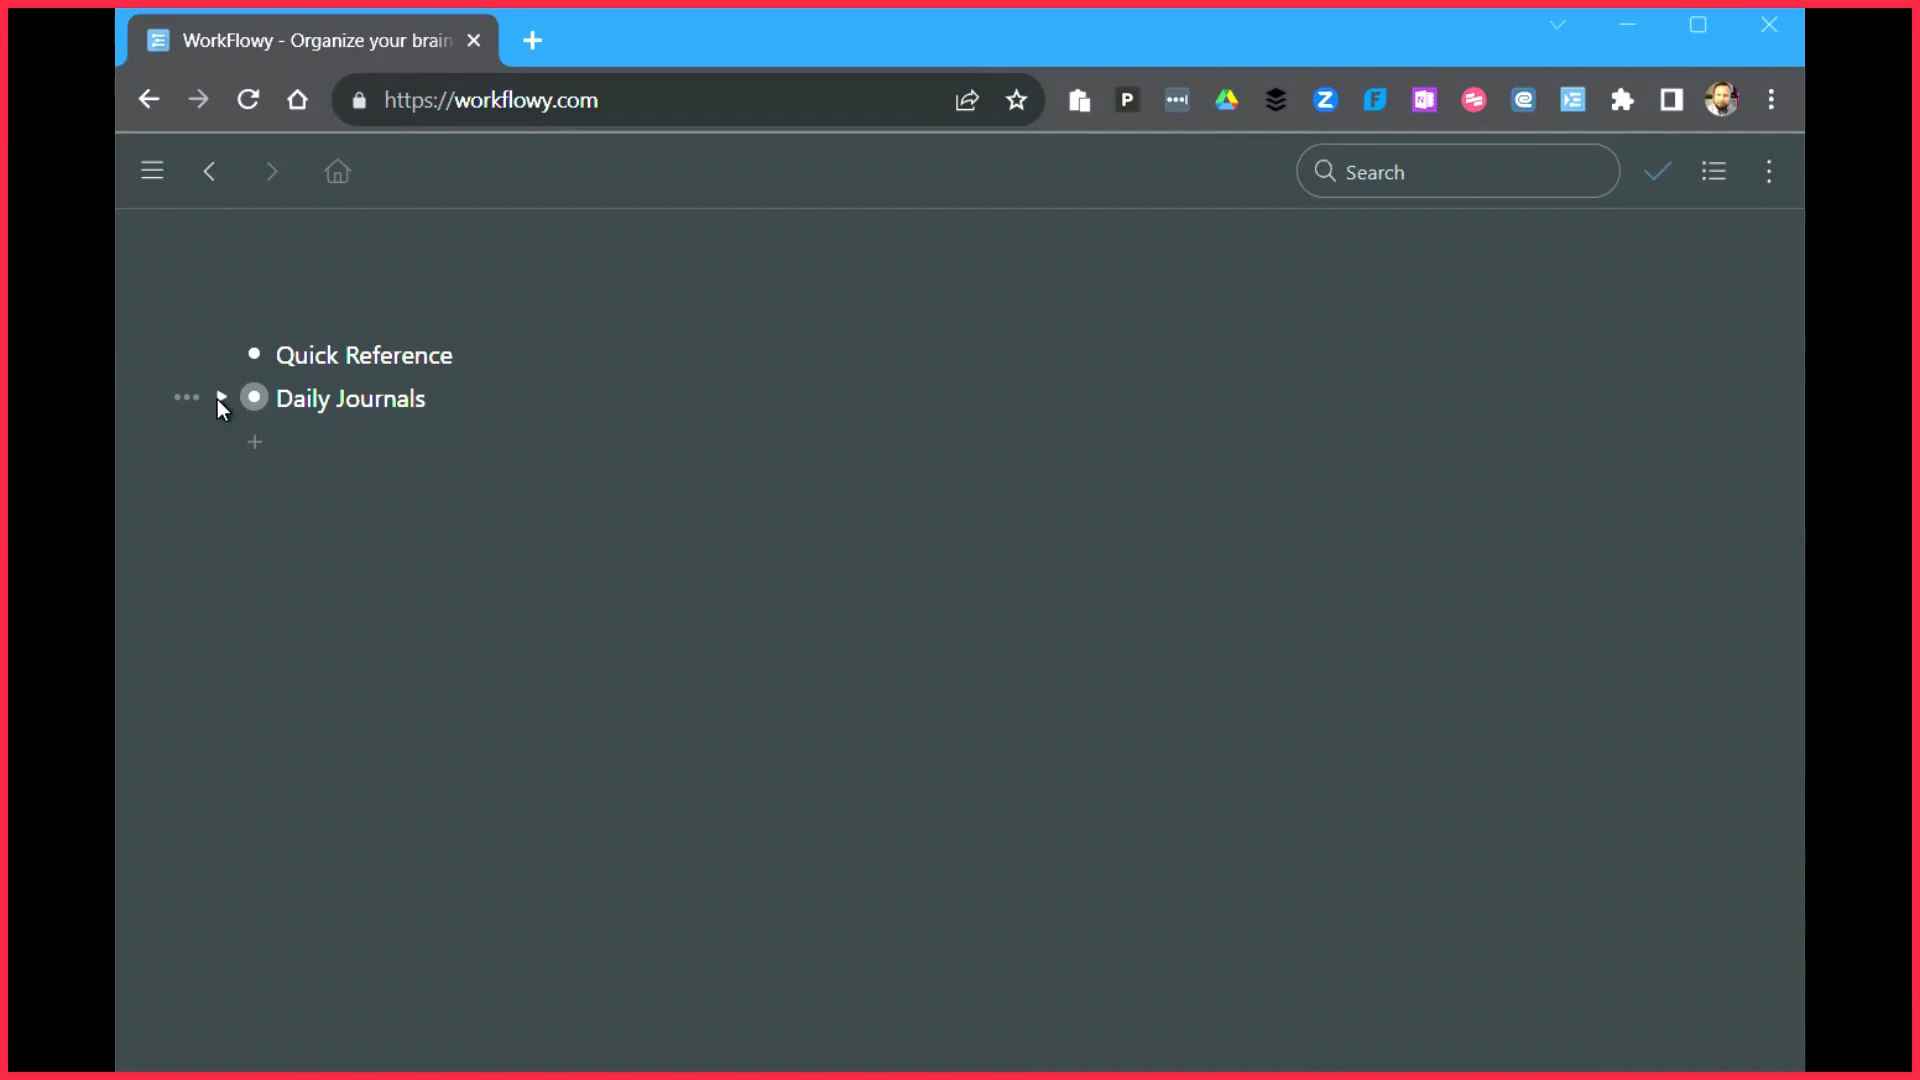 WorkFlowy - Organize your brain
https://workflowy.com
P
Z
F
N
Search
Quick Reference
Daily Journals